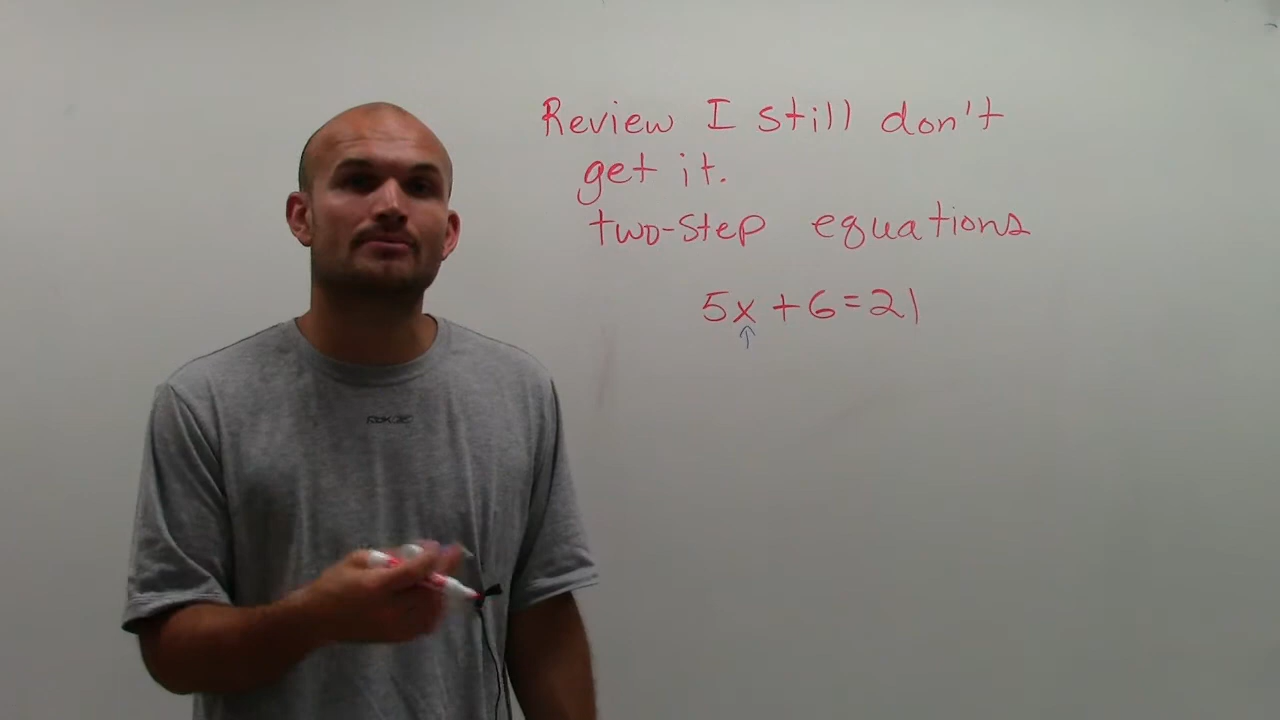 Review I still don't
get it.
two-step equations
5x + 6 = 21